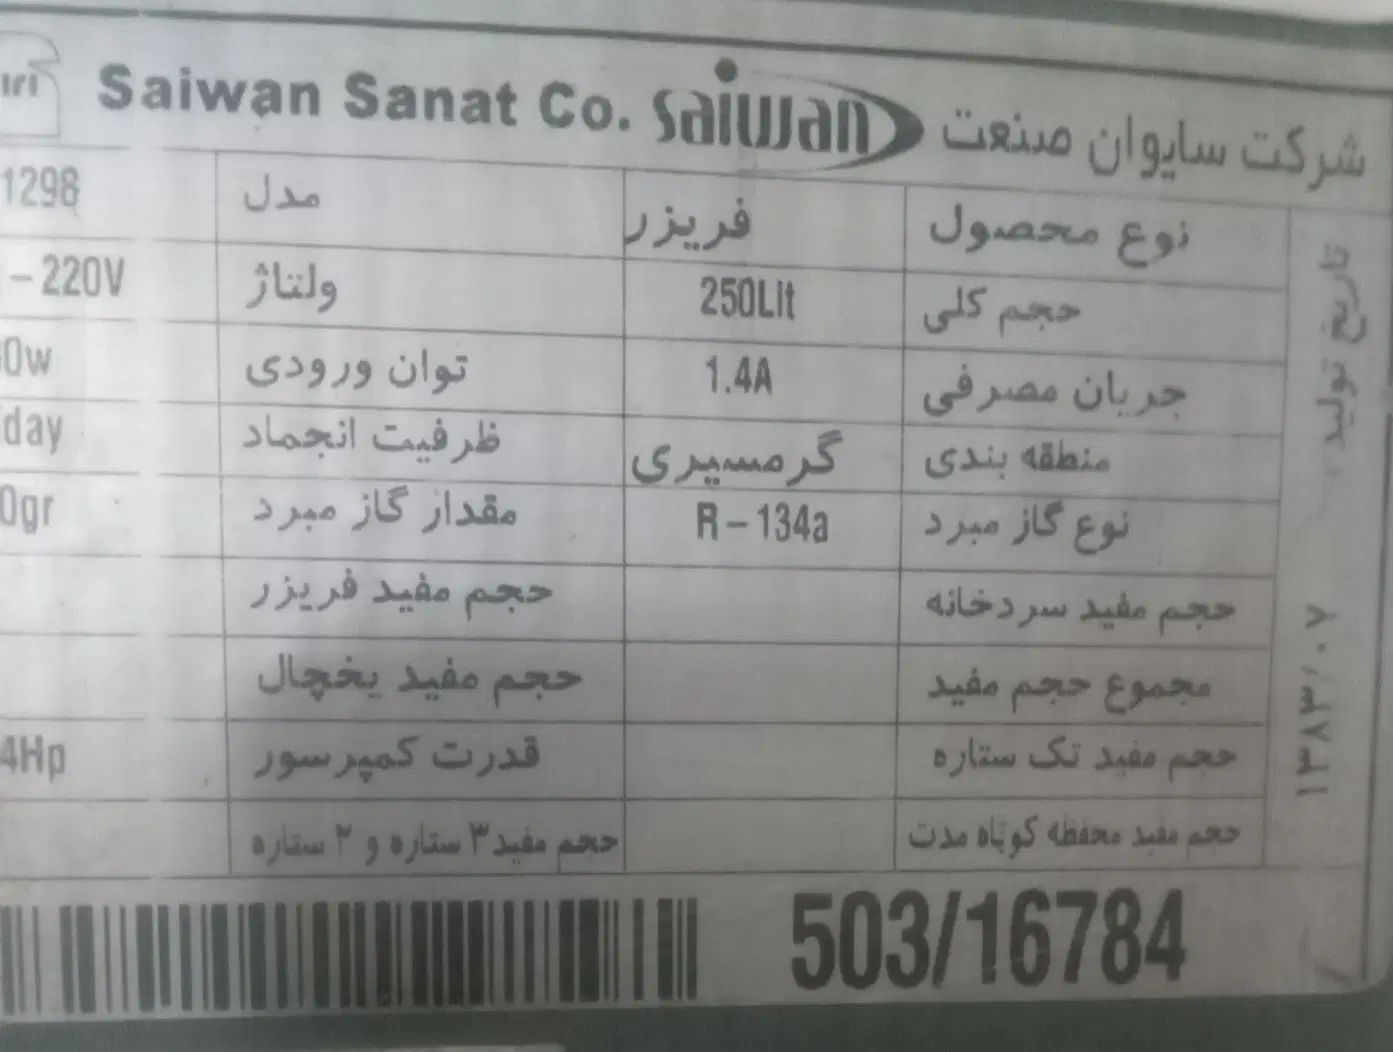 شرکت سایوان صنعت saiwan Saiwan Sanat Co. iri
نوع محصول فریزر مدل 1298
حجم کلی 250Lit ولتاژ – 220V
جریان مصرفی 1.4A توان ورودی 0w
منطقه بندی گرمسیری ظرفیت انجماد /day
نوع گاز مبرد R – 134a مقدار گاز مبرد 0gr
حجم مفید سردخانه حجم مفید فریزر
مجموع حجم مفید حجم مفید یخچال
حجم مفید تک ستاره قدرت کمپرسور 4Hp
حجم مفید محفظه کوتاه مدت حجم مفید ۳ ستاره و ۲ ستاره
تاریخ تولید ۱۳۸۳/۰۷
503/16784